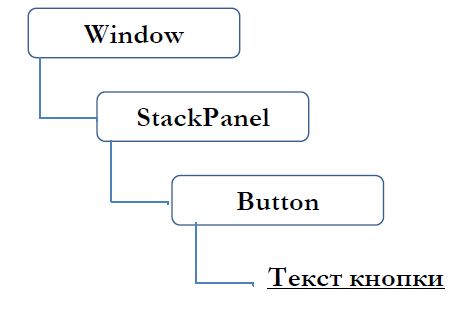 Window
StackPanel
Button
Текст кнопки